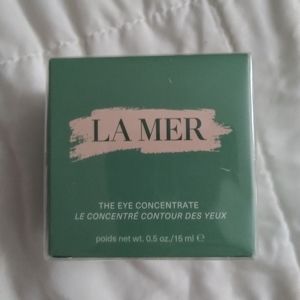 LA MER
THE EYE CONCENTRATE
LE CONCENTRÉ CONTOUR DES YEUX
poids net wt. 0.5 oz./15 ml ℮